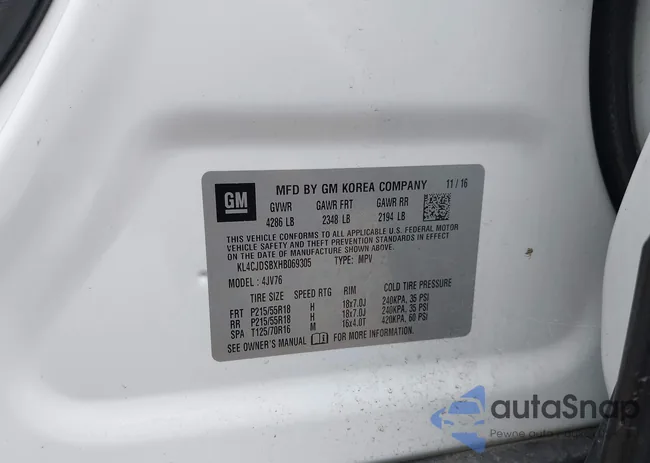 GM
MFD BY GM KOREA COMPANY 11/16
GVWR GAWR FRT GAWR RR
4286 LB 2348 LB 2194 LB
THIS VEHICLE CONFORMS TO ALL APPLICABLE U.S. FEDERAL MOTOR
VEHICLE SAFETY AND THEFT PREVENTION STANDARDS IN EFFECT
ON THE DATE OF MANUFACTURE SHOWN ABOVE.
KL4CJDSBXHB069305 TYPE: MPV
MODEL: 4JV76
TIRE SIZE SPEED RTG RIM COLD TIRE PRESSURE
FRT P215/55R18 H 18x7.0J 240KPA, 35 PSI
RR P215/55R18 H 18x7.0J 240KPA, 35 PSI
SPA T125/70R16 M 16x4.0T 420KPA, 60 PSI
SEE OWNER'S MANUAL FOR MORE INFORMATION
autaSnap
Pewne auto